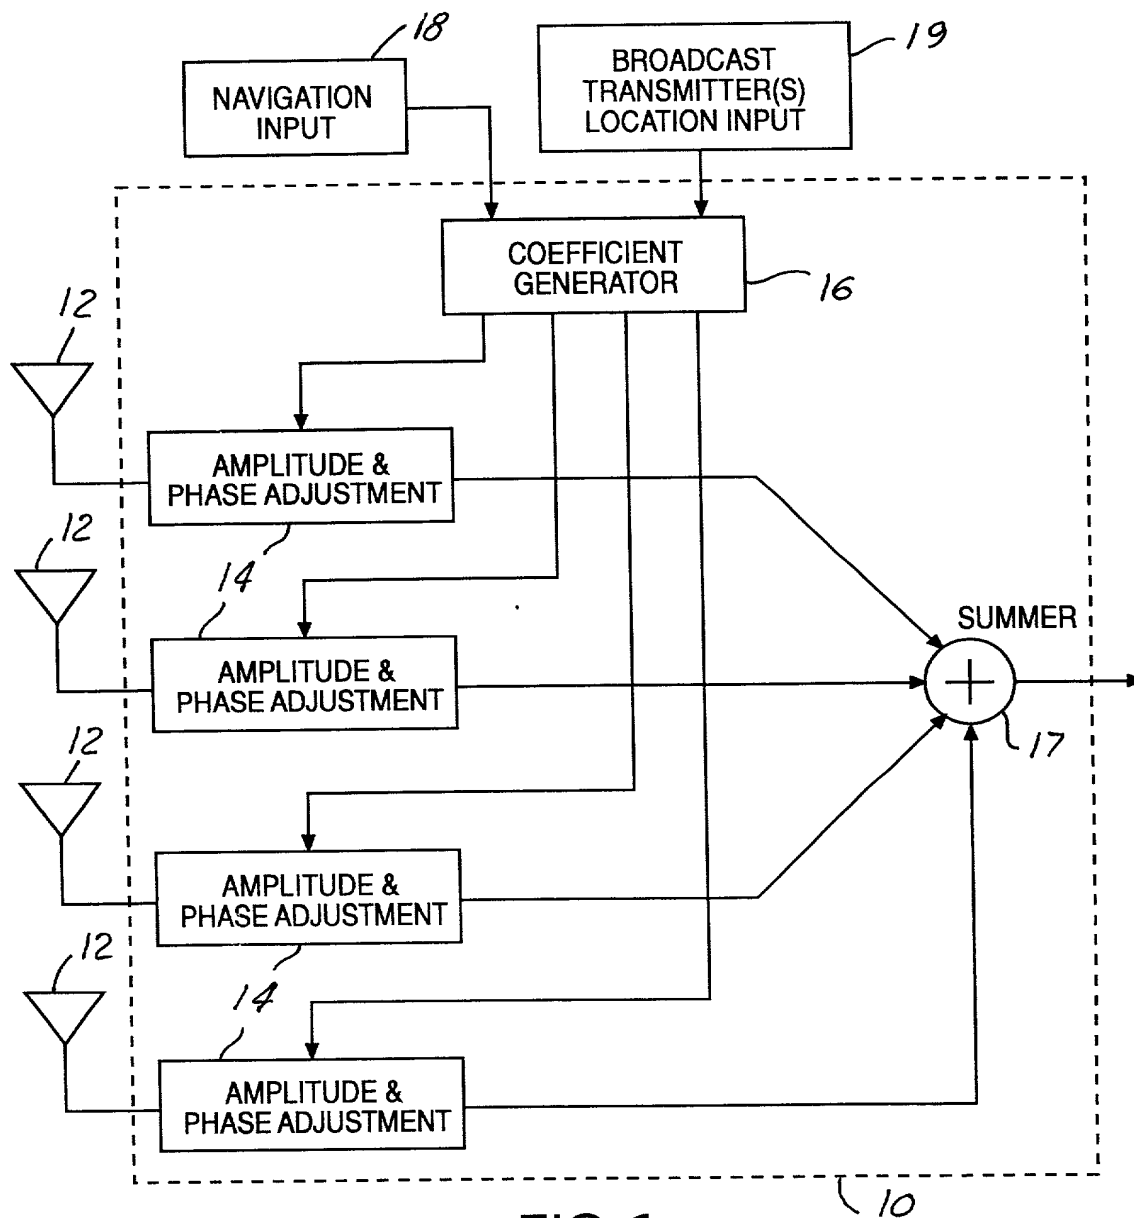 18
NAVIGATION
INPUT
19
BROADCAST
TRANSMITTER(S)
LOCATION INPUT
COEFFICIENT
GENERATOR
16
12
AMPLITUDE &
PHASE ADJUSTMENT
12
14
AMPLITUDE &
PHASE ADJUSTMENT
SUMMER
17
12
AMPLITUDE &
PHASE ADJUSTMENT
12
14
AMPLITUDE &
PHASE ADJUSTMENT
10